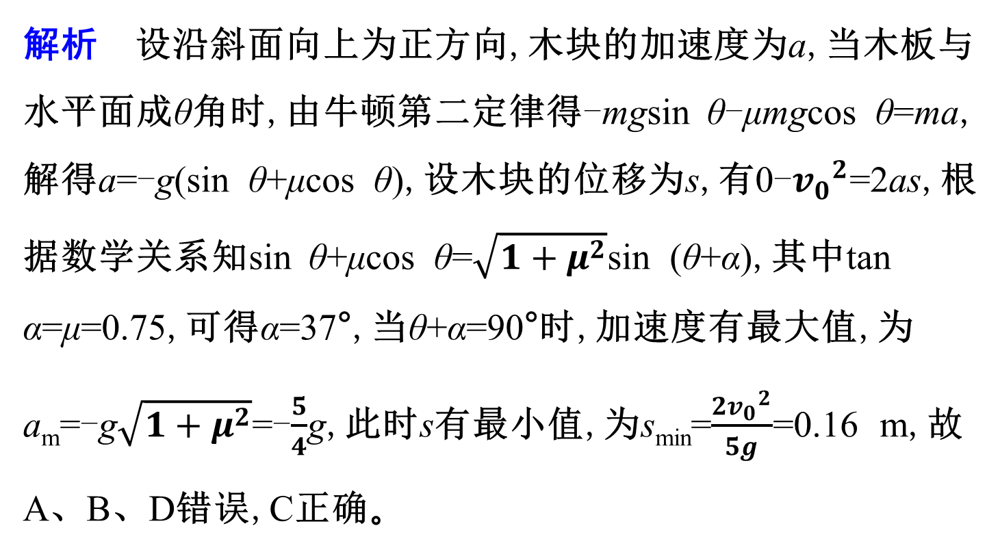 解析 设沿斜面向上为正方向,木块的加速度为a,当木板与
水平面成θ角时,由牛顿第二定律得-mgsin θ-μmgcos θ=ma,
解得a=-g(sin θ+μcos θ),设木块的位移为s,有0-v₀²=2as,根
据数学关系知sin θ+μcos θ=√(1+μ²)sin (θ+α),其中tan
α=μ=0.75,可得α=37°,当θ+α=90°时,加速度有最大值,为
aₘ=-g√(1+μ²)=-5/4g,此时s有最小值,为s_min=2v₀²/5g=0.16 m,故
A、B、D错误,C正确。